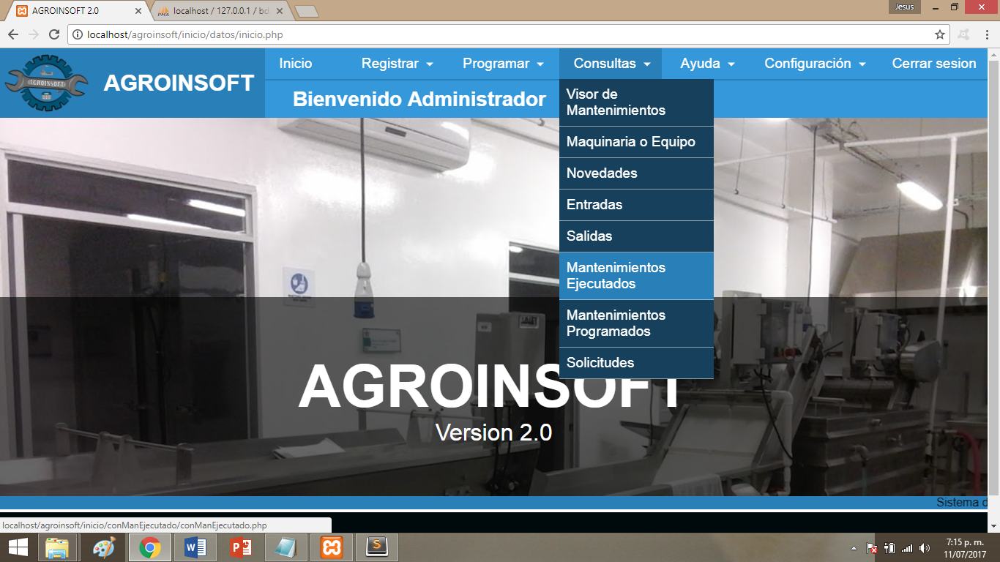 AGROINSOFT 2.0
localhost / 127.0.0.1 / bd
Jesus
localhost/agroinsoft/inicio/datos/inicio.php
AGROINSOFT
AGROINSOFT
Inicio
Registrar
Programar
Consultas
Ayuda
Configuración
Cerrar sesion
Bienvenido Administrador
Visor de
Mantenimientos
Maquinaria o Equipo
Novedades
Entradas
Salidas
Mantenimientos
Ejecutados
Mantenimientos
Programados
Solicitudes
AGROINSOFT
Version 2.0
Sistema d
localhost/agroinsoft/inicio/conManEjecutado/conManEjecutado.php
7:15 p. m.
11/07/2017